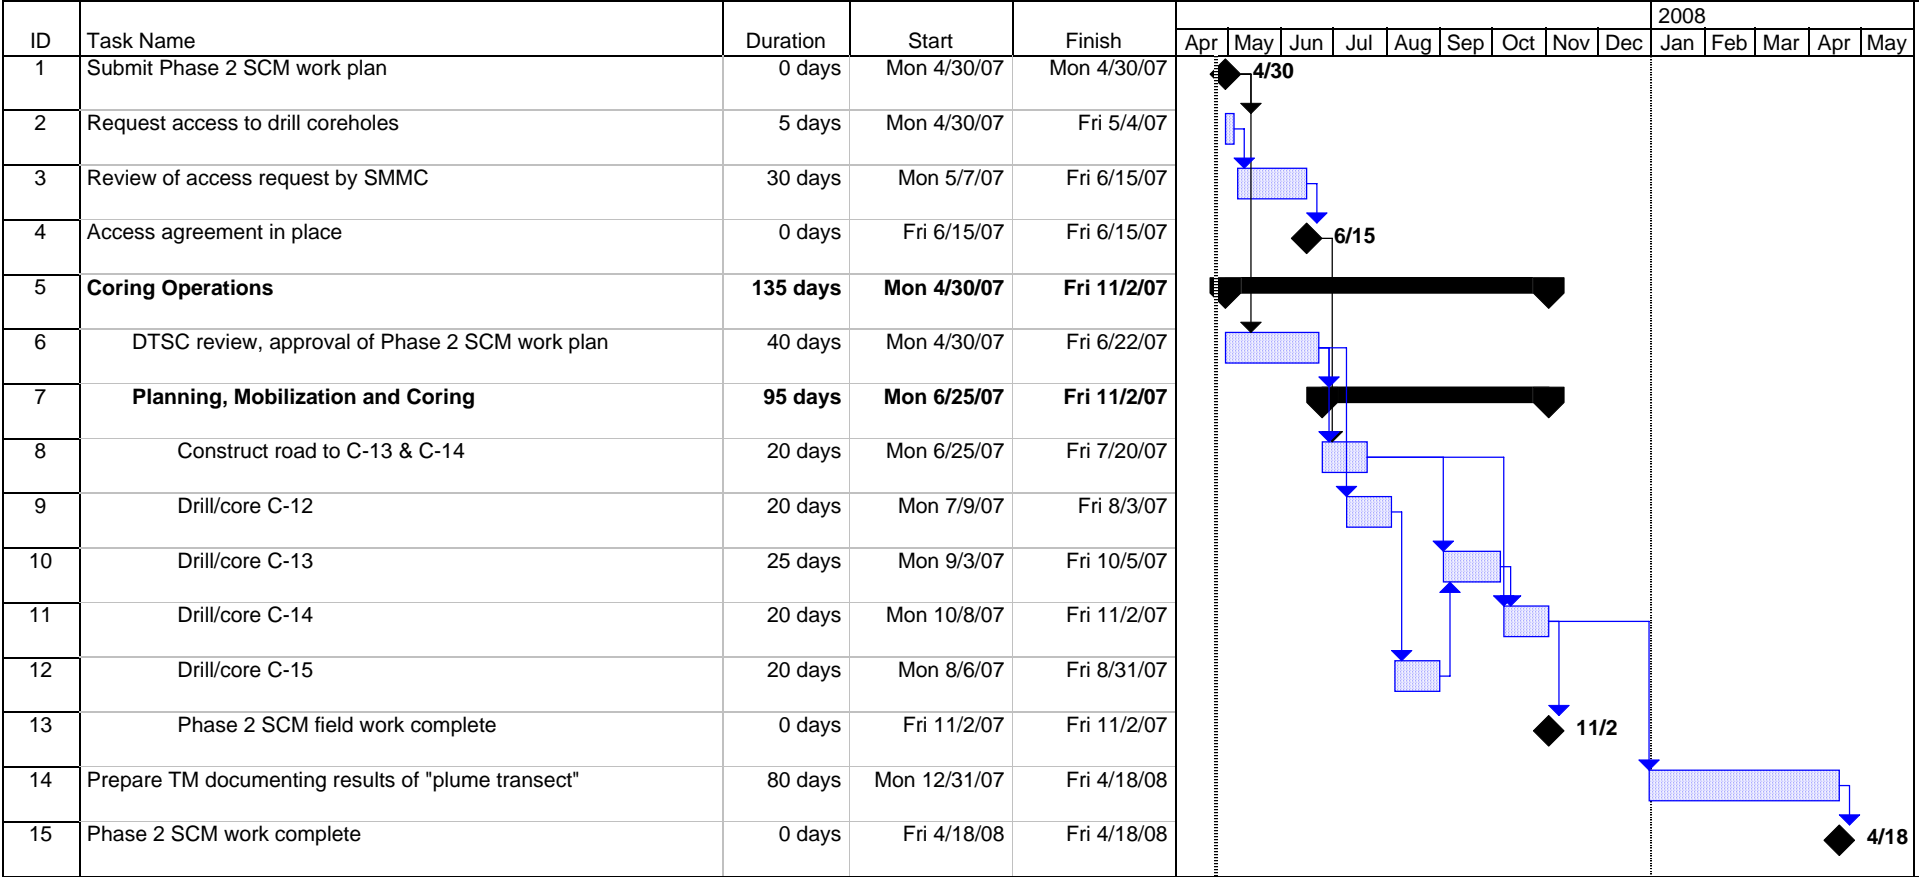 2008
ID Task Name Duration Start Finish Apr May Jun Jul Aug Sep Oct Nov Dec Jan Feb Mar Apr May
1 Submit Phase 2 SCM work plan 0 days Mon 4/30/07 Mon 4/30/07 4/30
2 Request access to drill coreholes 5 days Mon 4/30/07 Fri 5/4/07
3 Review of access request by SMMC 30 days Mon 5/7/07 Fri 6/15/07
4 Access agreement in place 0 days Fri 6/15/07 Fri 6/15/07 6/15
5 Coring Operations 135 days Mon 4/30/07 Fri 11/2/07
6 DTSC review, approval of Phase 2 SCM work plan 40 days Mon 4/30/07 Fri 6/22/07
7 Planning, Mobilization and Coring 95 days Mon 6/25/07 Fri 11/2/07
8 Construct road to C-13 & C-14 20 days Mon 6/25/07 Fri 7/20/07
9 Drill/core C-12 20 days Mon 7/9/07 Fri 8/3/07
10 Drill/core C-13 25 days Mon 9/3/07 Fri 10/5/07
11 Drill/core C-14 20 days Mon 10/8/07 Fri 11/2/07
12 Drill/core C-15 20 days Mon 8/6/07 Fri 8/31/07
13 Phase 2 SCM field work complete 0 days Fri 11/2/07 Fri 11/2/07 11/2
14 Prepare TM documenting results of "plume transect" 80 days Mon 12/31/07 Fri 4/18/08
15 Phase 2 SCM work complete 0 days Fri 4/18/08 Fri 4/18/08 4/18